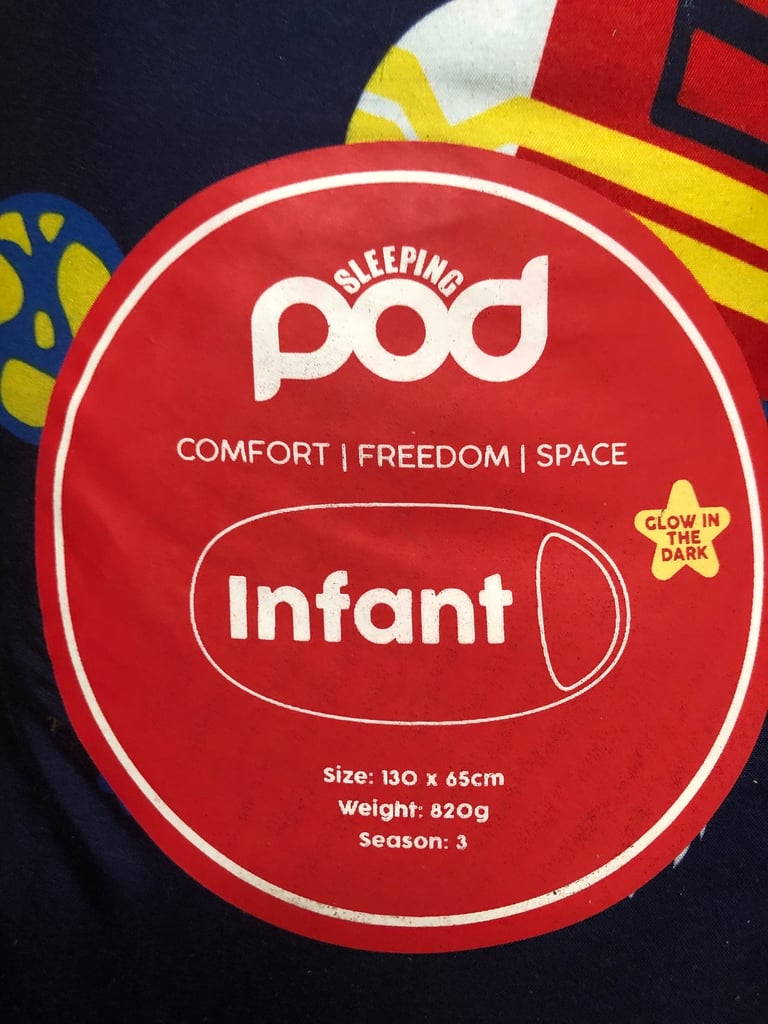 SLEEPING
pod
COMFORT | FREEDOM | SPACE
GLOW IN
THE
DARK
Infant
Size: 130 x 65cm
Weight: 820g
Season: 3